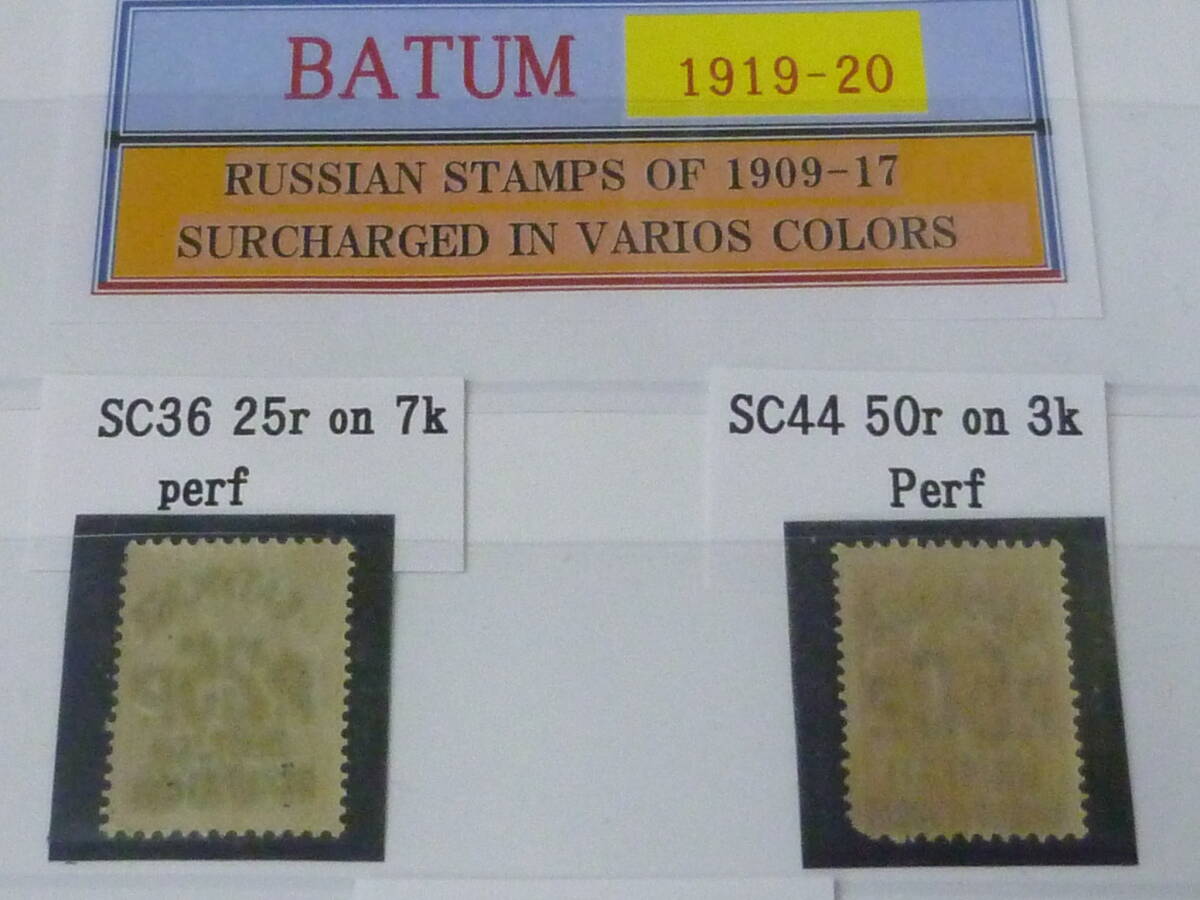 BATUM 1919-20
RUSSIAN STAMPS OF 1909-17
SURCHARGED IN VARIOS COLORS
SC36 25r on 7k
perf
SC44 50r on 3k
Perf